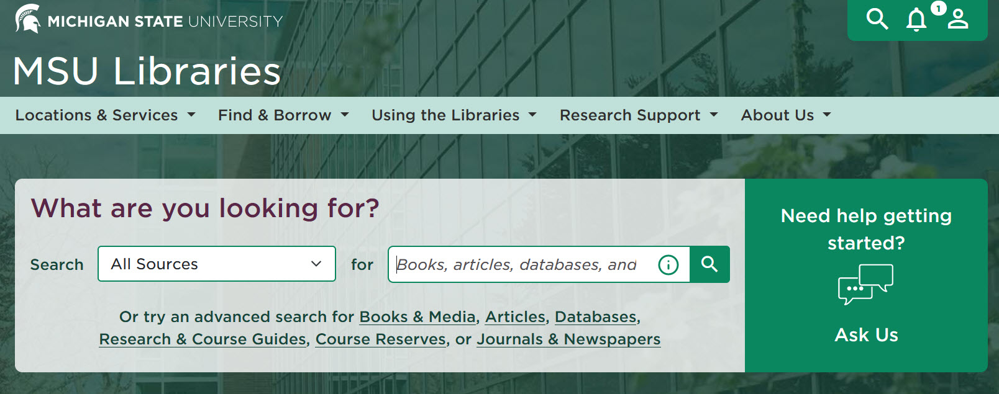 MICHIGAN STATE UNIVERSITY
1
MSU Libraries
Locations & Services
Find & Borrow
Using the Libraries
Research Support
About Us
What are you looking for?
Search
All Sources
for
Books, articles, databases, and
i
Or try an advanced search for Books & Media, Articles, Databases,
Research & Course Guides, Course Reserves, or Journals & Newspapers
Need help getting
started?
Ask Us